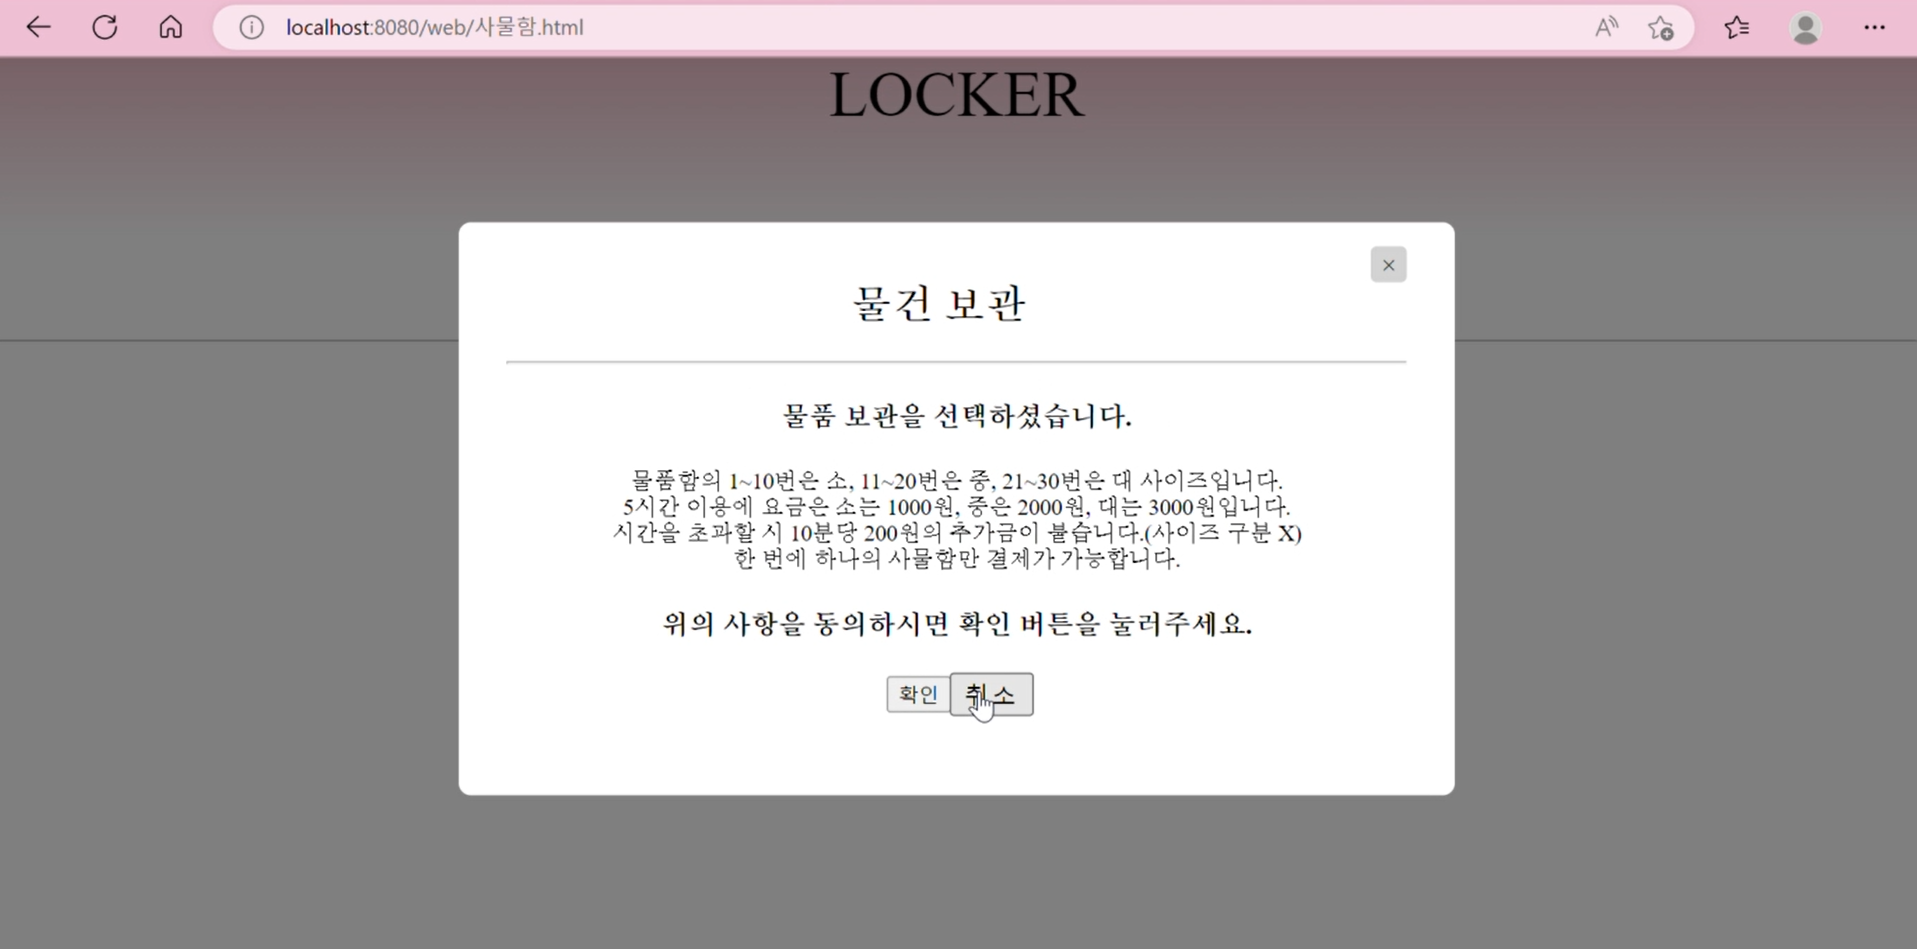 localhost:8080/web/사물함.html
LOCKER
물건 보관
물품 보관을 선택하셨습니다.
물품함의 1~10번은 소, 11~20번은 중, 21~30번은 대 사이즈입니다.
5시간 이용에 요금은 소는 1000원, 중은 2000원, 대는 3000원입니다.
시간을 초과할 시 10분당 200원의 추가금이 붙습니다.(사이즈 구분 X)
한 번에 하나의 사물함만 결제가 가능합니다.
위의 사항을 동의하시면 확인 버튼을 눌러주세요.
확인 취소